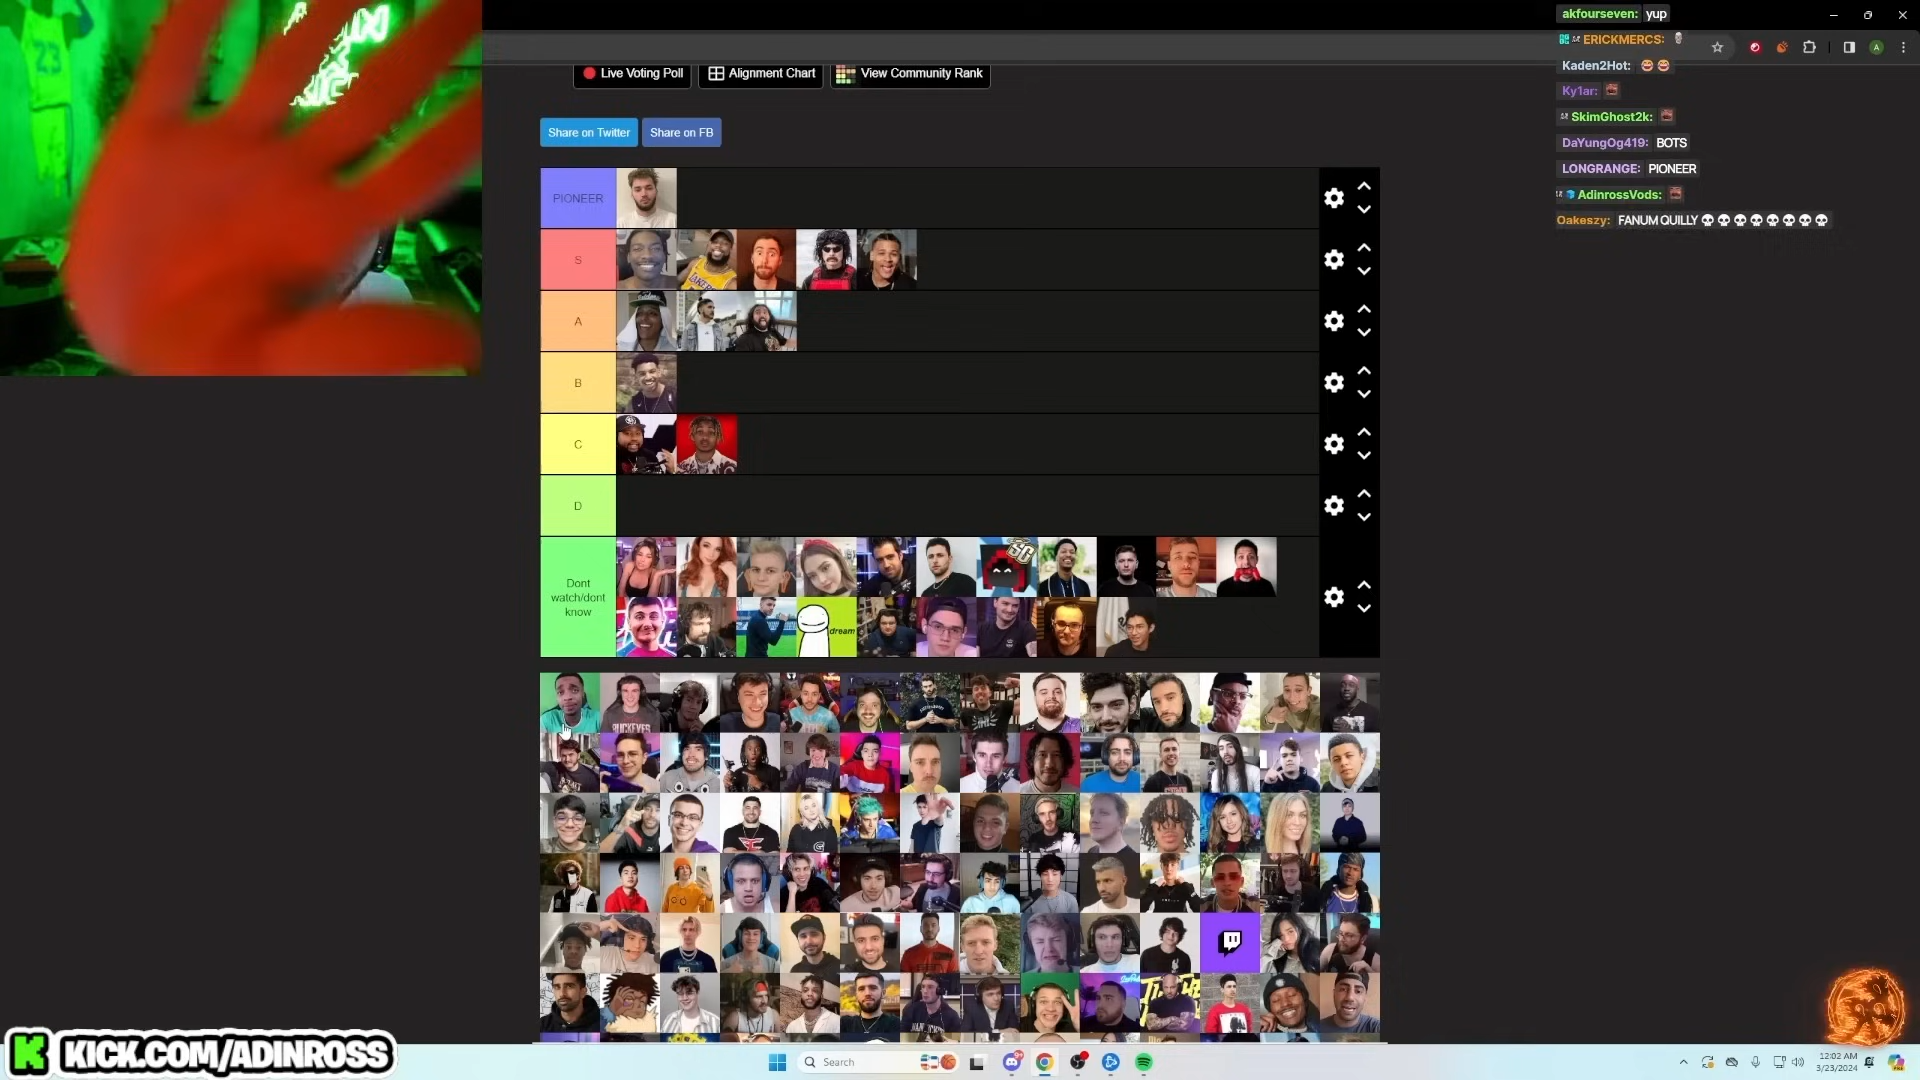 23
Live Voting Poll
Alignment Chart
View Community Rank
Share on Twitter
Share on FB
PIONEER
S
A
B
C
D
Dont
watch/dont
know
dream
akfourseven: yup
ERICKMERCS:
Kaden2Hot:
Ky1ar:
SkimGhost2k:
DaYungOg419: BOTS
LONGRANGE: PIONEER
AdinrossVods:
Oakeszy: FANUM QUILLY
KICK.COM/ADINROSS
Search
12:02 AM
3/23/2024